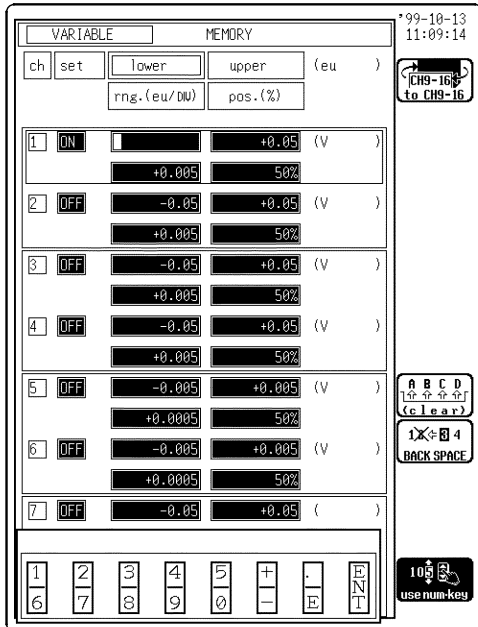 '99-10-13
11:09:14
VARIABLE MEMORY
ch set lower upper (eu )
rng.(eu/DIV) pos.(%)
CH9-16
to CH9-16
1 ON +0.05 (V )
+0.005 50%
2 OFF -0.05 +0.05 (V )
+0.005 50%
3 OFF -0.05 +0.05 (V )
+0.005 50%
4 OFF -0.05 +0.05 (V )
+0.005 50%
5 OFF -0.005 +0.005 (V )
+0.0005 50%
6 OFF -0.005 +0.005 (V )
+0.0005 50%
7 OFF -0.05 +0.05 ( )
A B C D
(clear)
1 X ⇦ 3 4
BACK SPACE
1 2 3 4 5 + . ENT
6 7 8 9 0 - E
105
use num-key